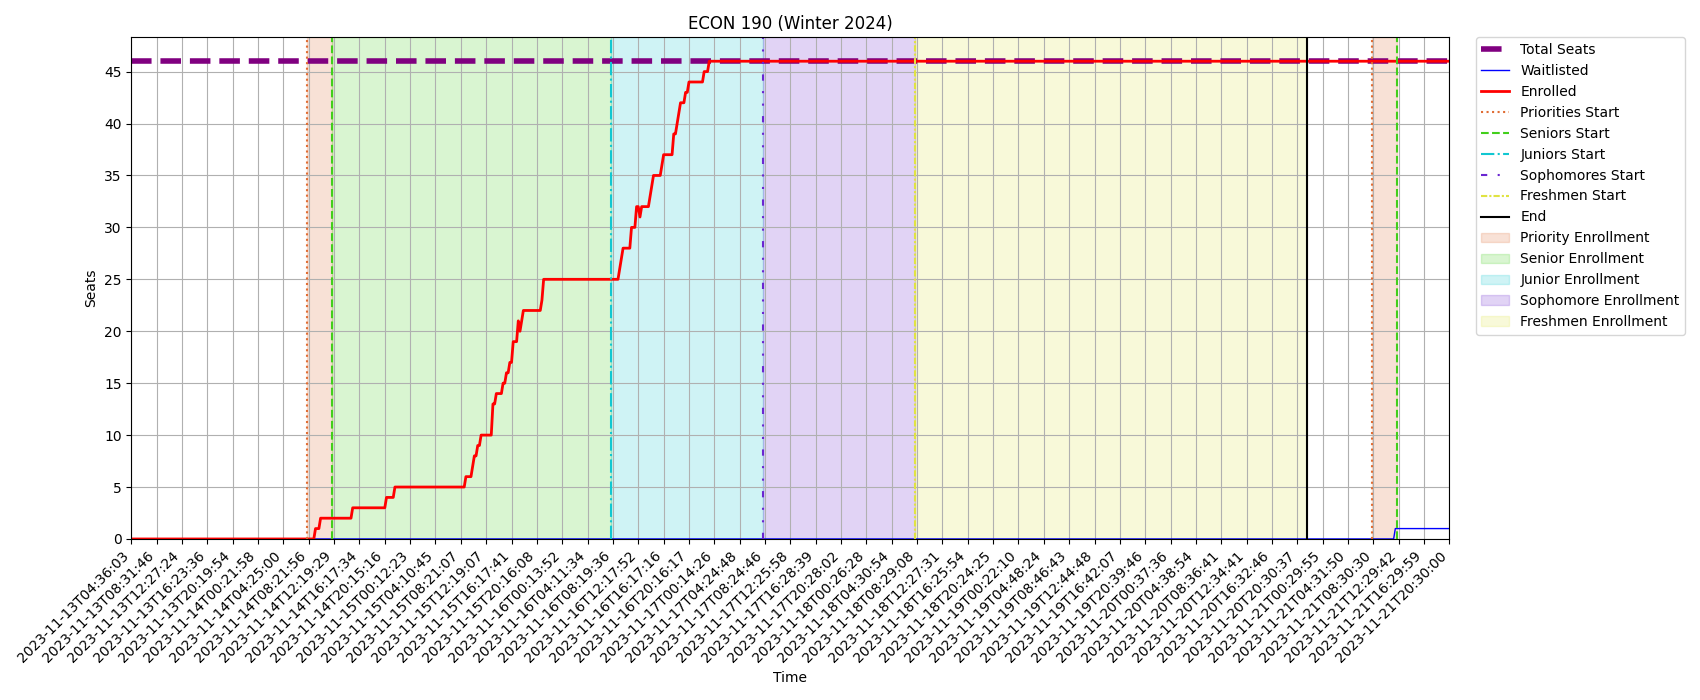 ECON 190 (Winter 2024)
Seats
45
40
35
30
25
20
15
10
5
0
2023-11-13T04:36:03
2023-11-13T08:31:46
2023-11-13T12:27:24
2023-11-13T16:23:36
2023-11-13T20:19:54
2023-11-14T00:21:58
2023-11-14T04:25:00
2023-11-14T08:21:56
2023-11-14T12:19:29
2023-11-14T16:17:34
2023-11-14T20:15:16
2023-11-15T00:12:23
2023-11-15T04:10:45
2023-11-15T08:21:07
2023-11-15T12:19:07
2023-11-15T16:17:41
2023-11-15T20:16:08
2023-11-16T00:13:52
2023-11-16T04:11:34
2023-11-16T08:19:36
2023-11-16T12:17:52
2023-11-16T16:17:16
2023-11-16T20:16:17
2023-11-17T00:14:26
2023-11-17T04:24:48
2023-11-17T08:24:46
2023-11-17T12:25:58
2023-11-17T16:28:39
2023-11-17T20:28:02
2023-11-18T00:26:28
2023-11-18T04:30:54
2023-11-18T08:29:08
2023-11-18T12:27:31
2023-11-18T16:25:54
2023-11-18T20:24:25
2023-11-19T00:22:10
2023-11-19T04:48:24
2023-11-19T08:46:43
2023-11-19T12:44:48
2023-11-19T16:42:07
2023-11-19T20:39:46
2023-11-20T00:37:36
2023-11-20T04:38:54
2023-11-20T08:36:41
2023-11-20T12:34:41
2023-11-20T16:32:46
2023-11-20T20:30:37
2023-11-21T00:29:55
2023-11-21T04:31:50
2023-11-21T08:30:30
2023-11-21T12:29:42
2023-11-21T16:29:59
2023-11-21T20:30:00
Time
Total Seats
Waitlisted
Enrolled
Priorities Start
Seniors Start
Juniors Start
Sophomores Start
Freshmen Start
End
Priority Enrollment
Senior Enrollment
Junior Enrollment
Sophomore Enrollment
Freshmen Enrollment